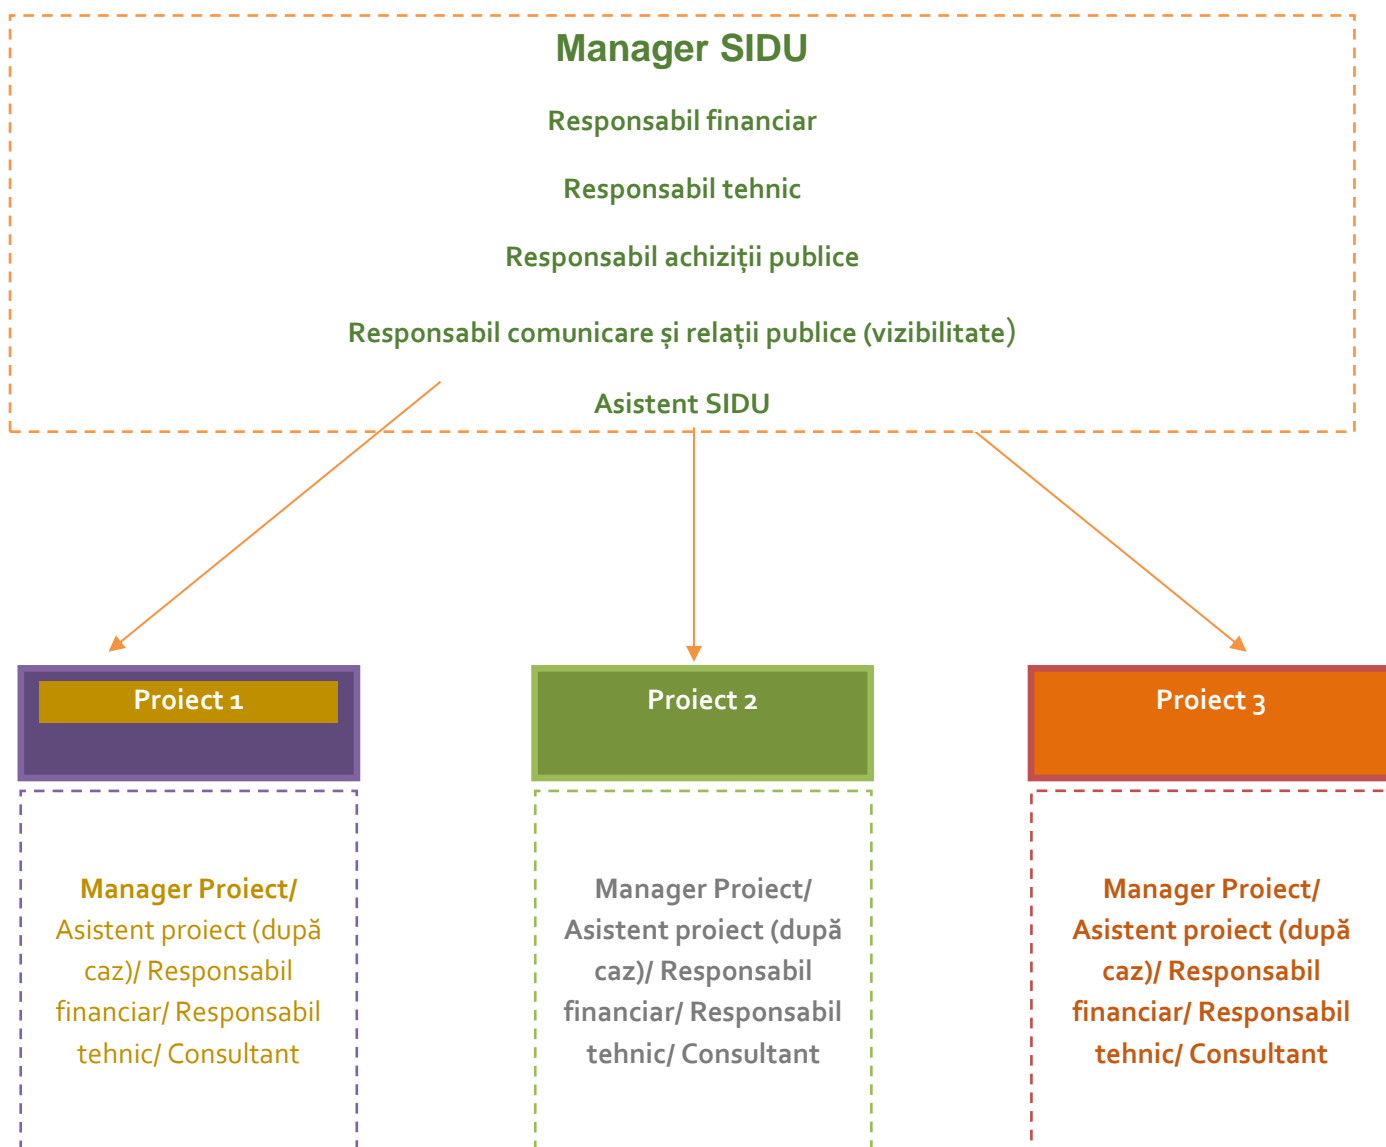 Manager SIDU
Responsabil financiar
Responsabil tehnic
Responsabil achiziții publice
Responsabil comunicare și relații publice (vizibilitate)
Asistent SIDU
Proiect 1
Proiect 2
Proiect 3
Manager Proiect/
Asistent proiect (după
caz)/ Responsabil
financiar/ Responsabil
tehnic/ Consultant
Manager Proiect/
Asistent proiect (după
caz)/ Responsabil
financiar/ Responsabil
tehnic/ Consultant
Manager Proiect/
Asistent proiect (după
caz)/ Responsabil
financiar/ Responsabil
tehnic/ Consultant